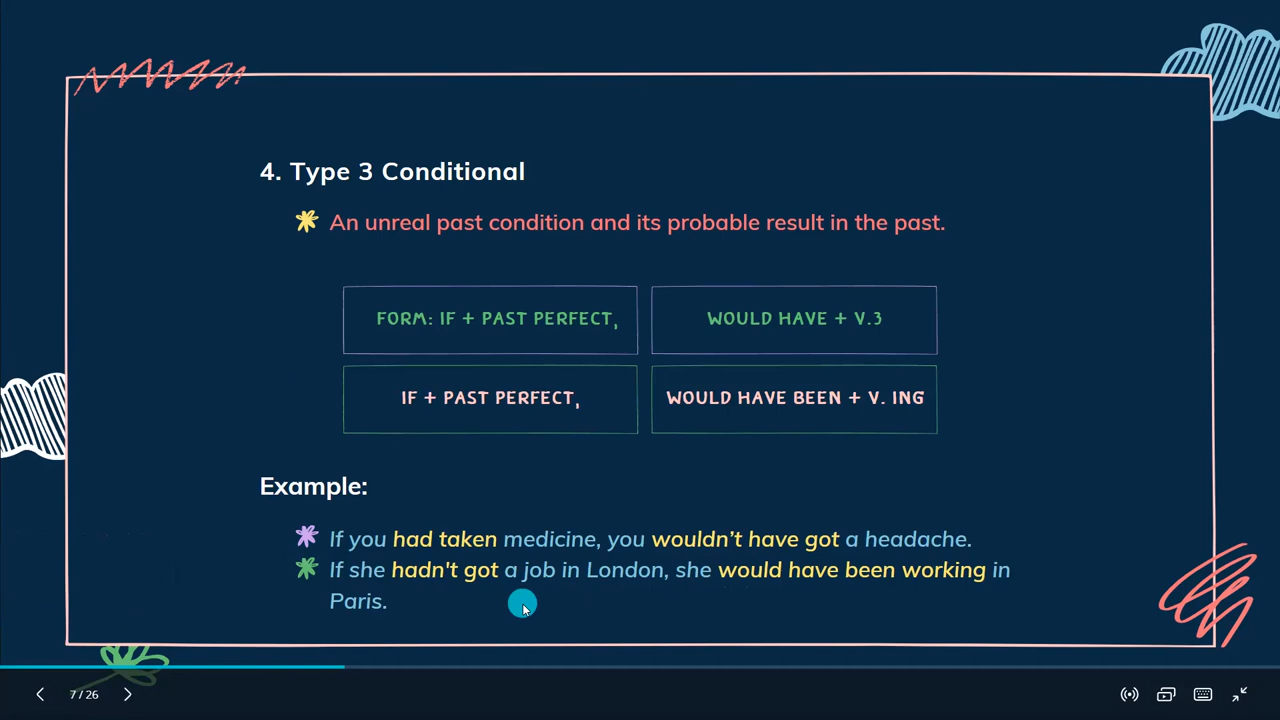 4. Type 3 Conditional
An unreal past condition and its probable result in the past.
FORM: IF + PAST PERFECT,
WOULD HAVE + V.3
IF + PAST PERFECT,
WOULD HAVE BEEN + V. ING
Example:
If you had taken medicine, you wouldn't have got a headache.
If she hadn't got a job in London, she would have been working in
Paris.
7 / 26